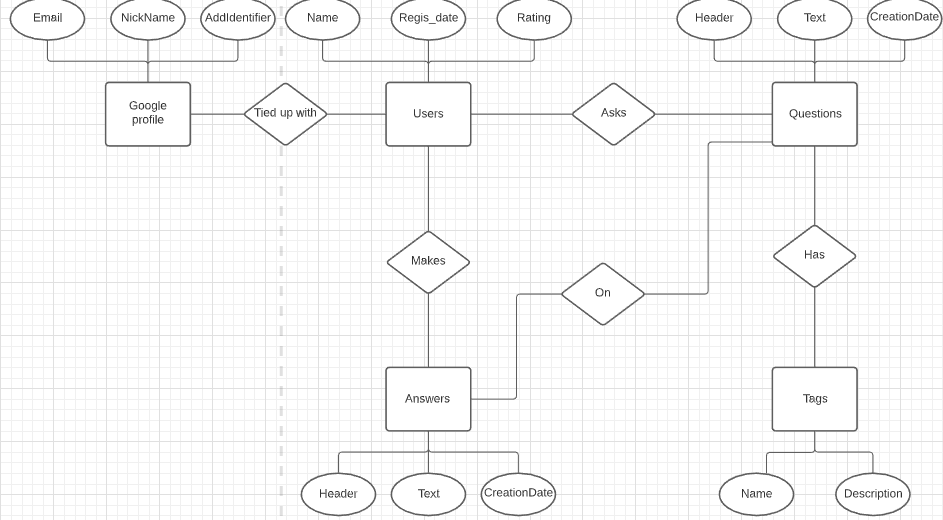 Email
NickName
AddIdentifier
Name
Regis_date
Rating
Header
Text
CreationDate
Google
profile
Tied up with
Users
Asks
Questions
Makes
On
Has
Answers
Tags
Header
Text
CreationDate
Name
Description